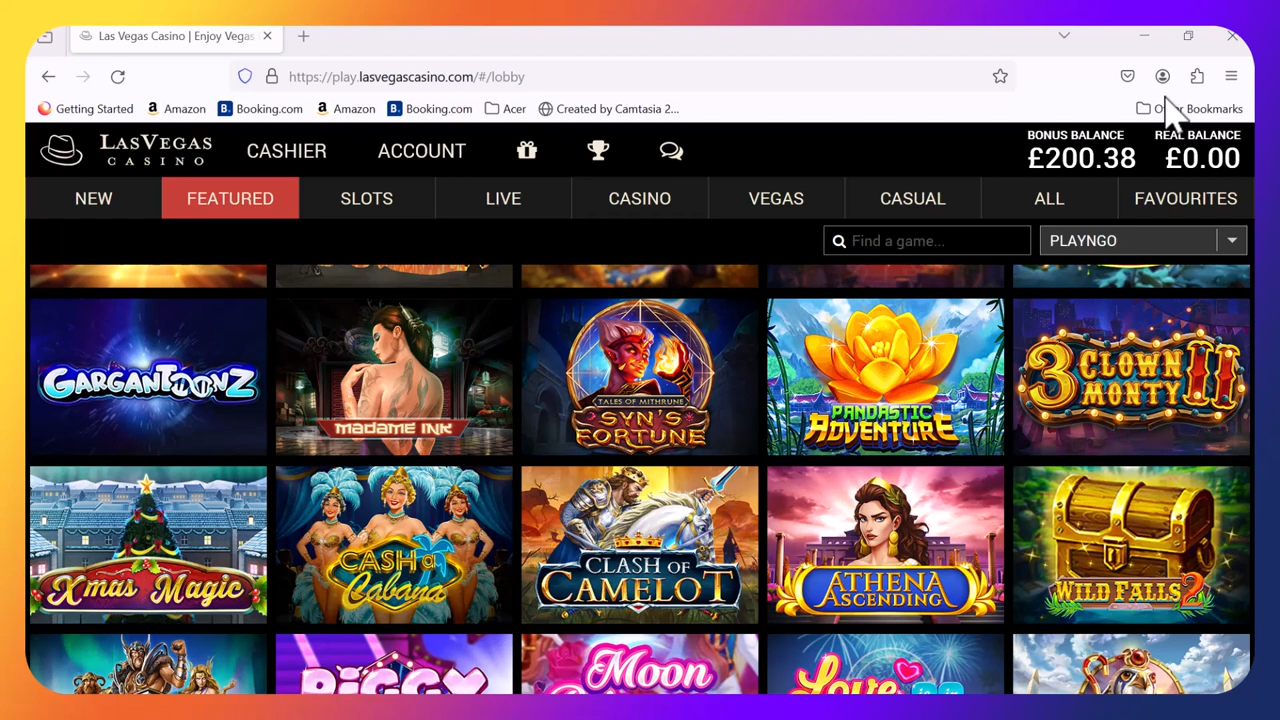 Las Vegas Casino | Enjoy Vegas
https://play.lasvegascasino.com/#/lobby
Getting Started
Amazon
B. Booking.com
Amazon
B. Booking.com
Acer
Created by Camtasia 2...
Bookmarks
LASVEGAS
CASINO
CASHIER
ACCOUNT
BONUS BALANCE
£200.38
REAL BALANCE
£0.00
NEW
FEATURED
SLOTS
LIVE
CASINO
VEGAS
CASUAL
ALL
FAVOURITES
Find a game...
PLAYNGO
GARGANTOONZ
MADAME INK
TALES OF MITHRUNE
SYN'S
FORTUNE
PANDASTIC
ADVENTURE
3 CLOWN
MONTY II
Xmas Magic
CASH a
Cabana
CLASH OF
CAMELOT
ATHENA
ASCENDING
WILD FALLS 2
PIGGY
Moon
Love